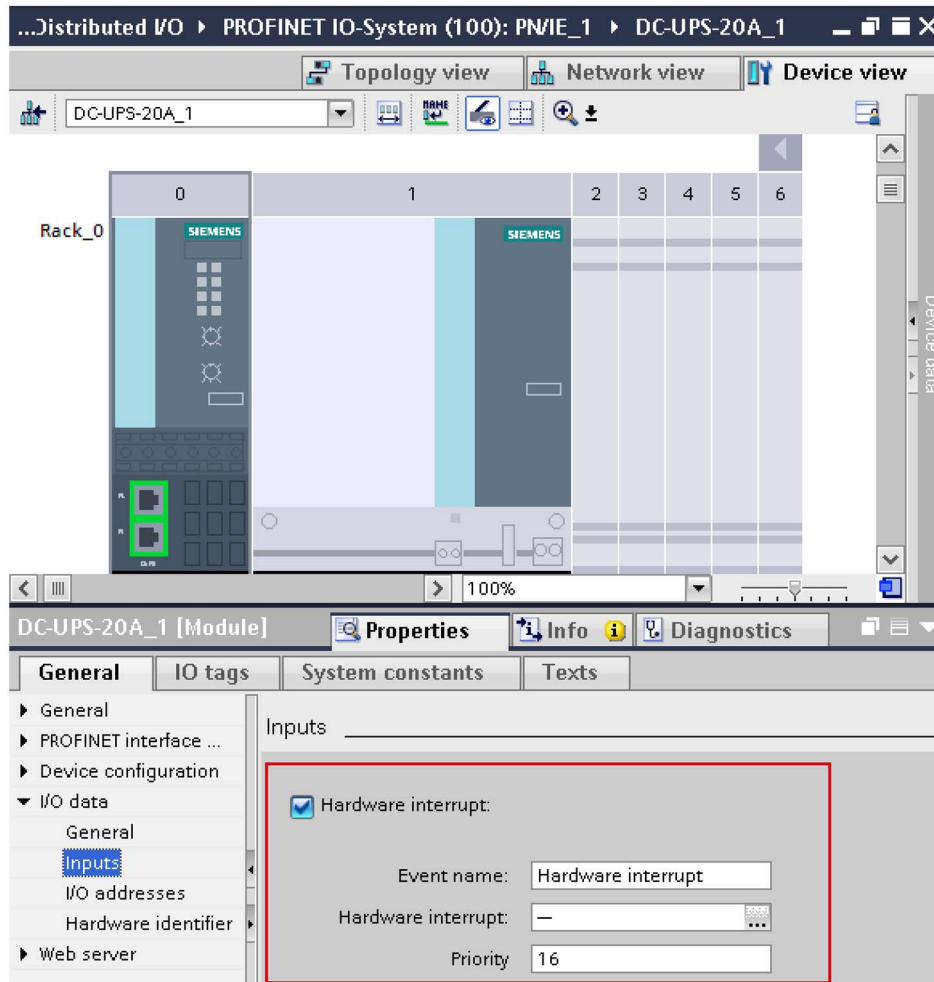 ...Distributed I/O ▸ PROFINET IO-System (100): PN/IE_1 ▸ DC-UPS-20A_1
Topology view Network view Device view
DC-UPS-20A_1
NAME
0 1 2 3 4 5 6
Rack_0
SIEMENS SIEMENS
Device data
100%
DC-UPS-20A_1 [Module] Properties Info Diagnostics
General IO tags System constants Texts
General
PROFINET interface ...
Device configuration
I/O data
General
Inputs
I/O addresses
Hardware identifier
Web server
Inputs
Hardware interrupt:
Event name: Hardware interrupt
Hardware interrupt: — ...
Priority 16